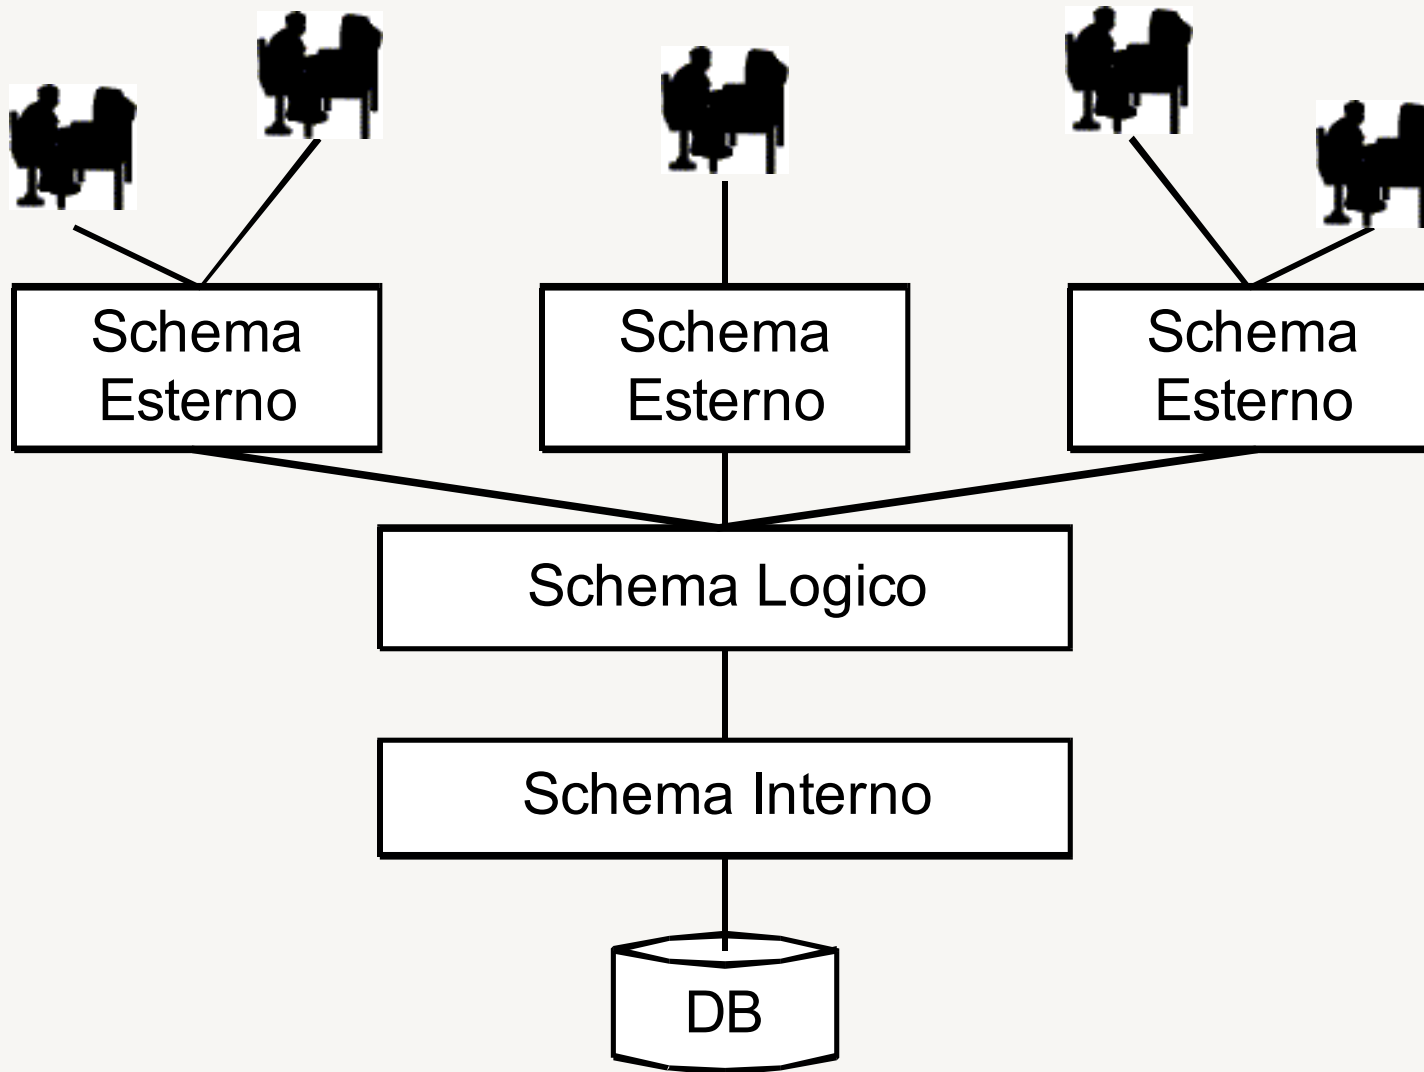 Schema
Esterno
Schema
Esterno
Schema
Esterno
Schema Logico
Schema Interno
DB